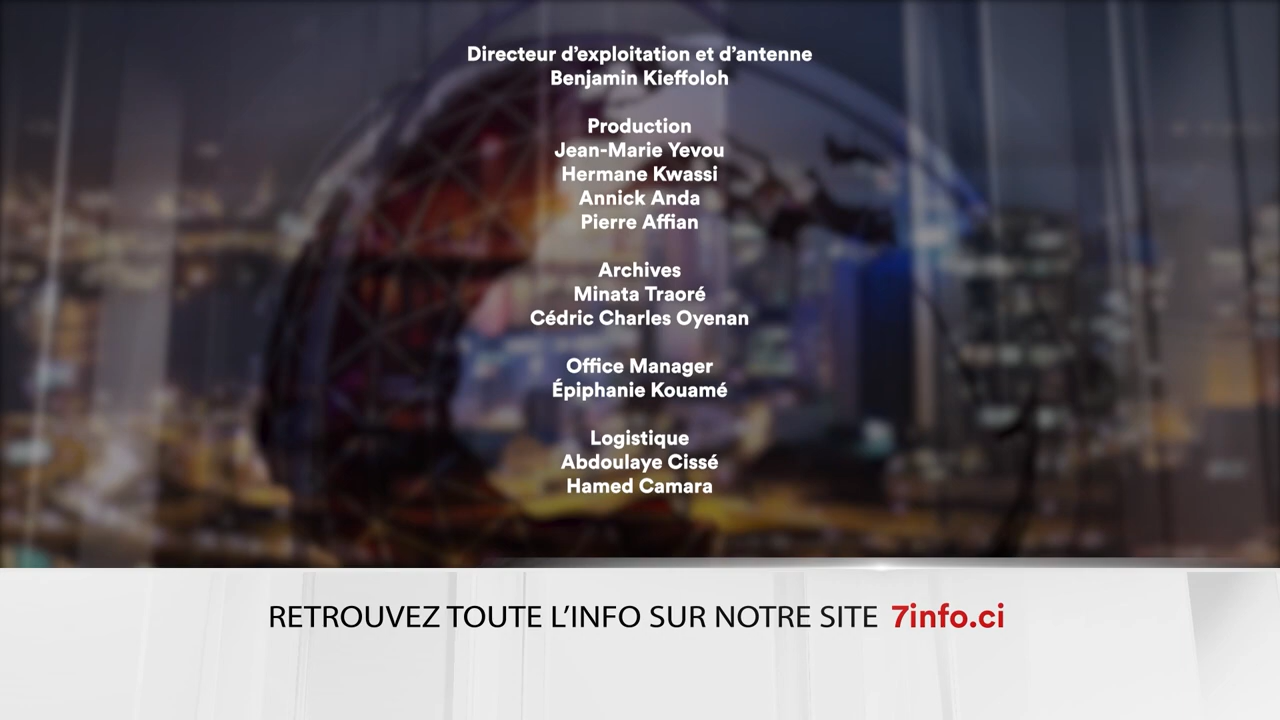 Directeur d’exploitation et d’antenne
Benjamin Kieffoloh
Production
Jean-Marie Yevou
Hermane Kwassi
Annick Anda
Pierre Affian
Archives
Minata Traoré
Cédric Charles Oyenan
Office Manager
Épiphanie Kouamé
Logistique
Abdoulaye Cissé
Hamed Camara
RETROUVEZ TOUTE L’INFO SUR NOTRE SITE 7info.ci